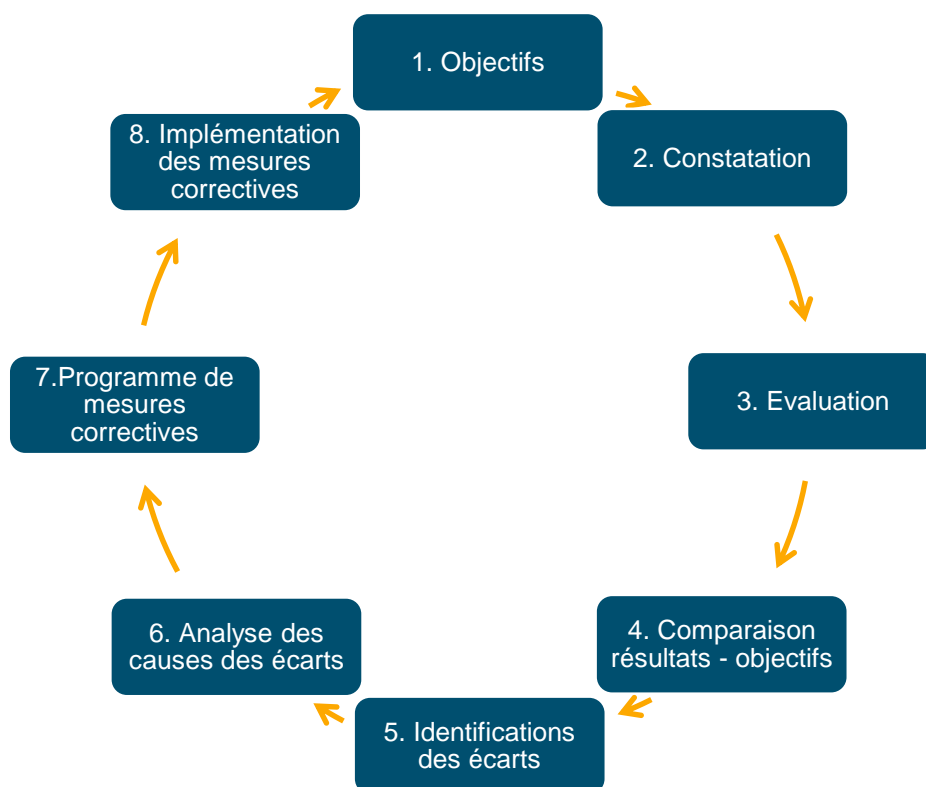 1. Objectifs
2. Constatation
3. Evaluation
4. Comparaison
résultats - objectifs
5. Identifications
des écarts
6. Analyse des
causes des écarts
7.Programme de
mesures
correctives
8. Implémentation
des mesures
correctives